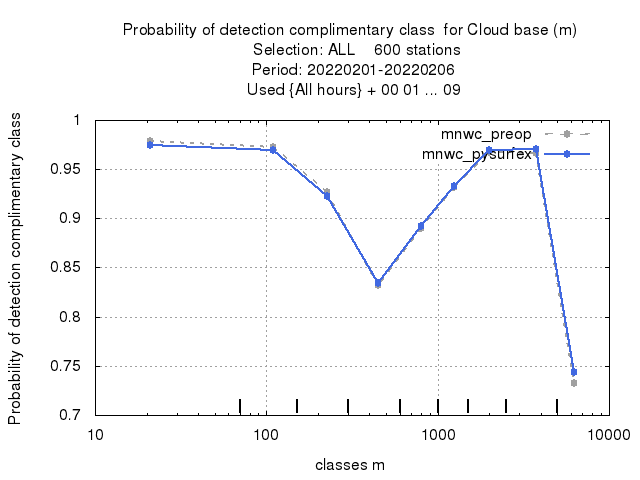 Probability of detection complimentary class  for Cloud base (m)
Selection: ALL    600 stations
Period: 20220201-20220206
Used {All hours} + 00 01 ... 09
Probability of detection complimentary class
1
0.95
0.9
0.85
0.8
0.75
0.7
mnwc_preop
mnwc_pysurfex
10
100
1000
10000
classes m